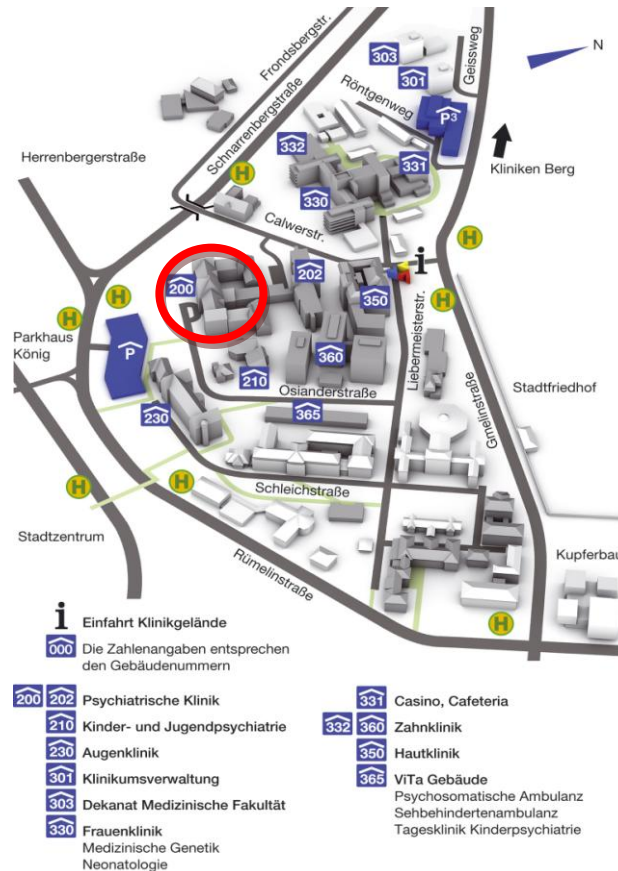 303
301
Geissweg
N
Frondsbergstr.
Schnarrenbergstraße
Röntgenweg
P3
332
331
Kliniken Berg
Herrenbergerstraße
H
330
Calwerstr.
H
i
200
202
350
H
H
H
P
Liebermeisterstr.
Parkhaus
König
P
360
210
Osianderstraße
Gmelinstraße
Stadtfriedhof
230
365
H
H
Schleichstraße
Stadtzentrum
Rümelinstraße
Kupferbau
H
i Einfahrt Klinikgelände
000 Die Zahlenangaben entsprechen
den Gebäudenummern
200 202 Psychiatrische Klinik
210 Kinder- und Jugendpsychiatrie
230 Augenklinik
301 Klinikumsverwaltung
303 Dekanat Medizinische Fakultät
330 Frauenklinik
Medizinische Genetik
Neonatologie
331 Casino, Cafeteria
332 360 Zahnklinik
350 Hautklinik
365 ViTa Gebäude
Psychosomatische Ambulanz
Sehbehindertenambulanz
Tagesklinik Kinderpsychiatrie